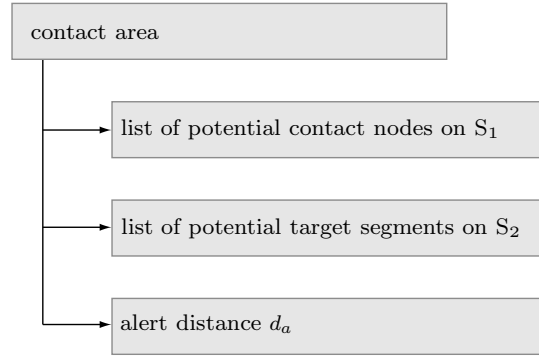 contact area
list of potential contact nodes on S₁
list of potential target segments on S₂
alert distance dₐ